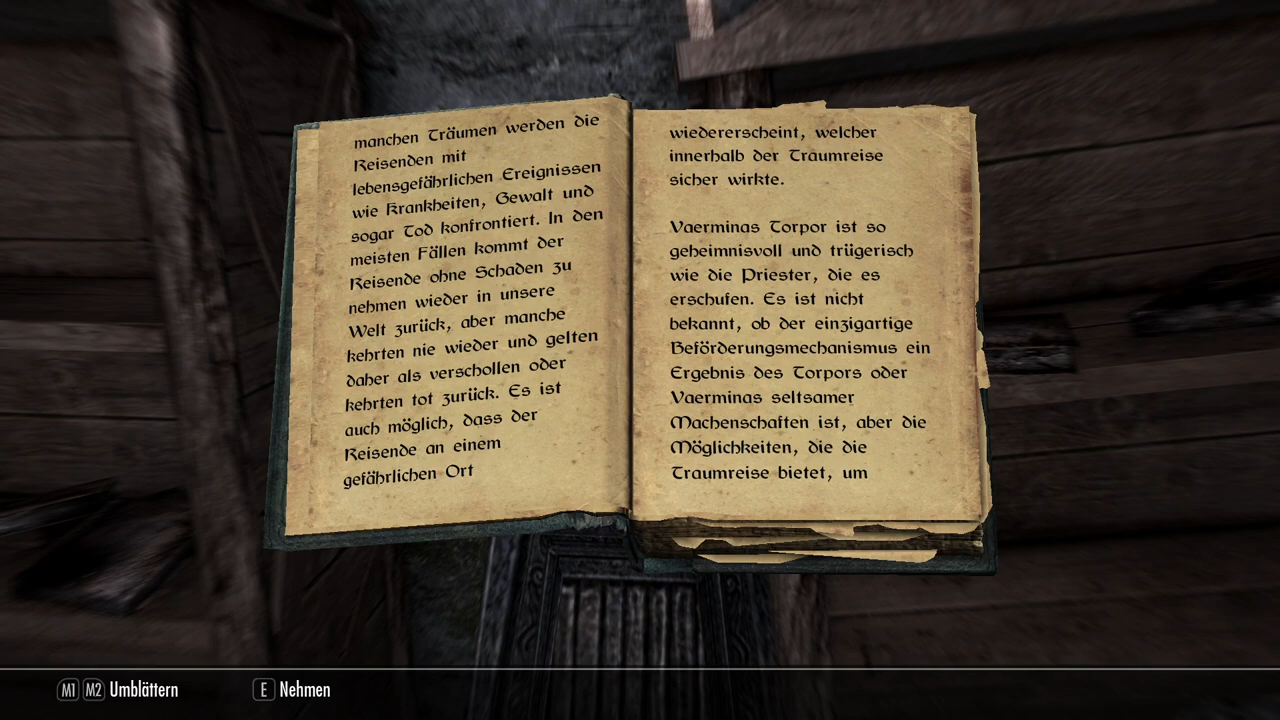 manchen Träumen werden die
Reisenden mit
lebensgefährlichen Ereignissen
wie Krankheiten, Gewalt und
sogar Tod konfrontiert. In den
meisten Fällen kommt der
Reisende ohne Schaden zu
nehmen wieder in unsere
Welt zurück, aber manche
kehrten nie wieder und gelten
daher als verschollen oder
kehrten tot zurück. Es ist
auch möglich, dass der
Reisende an einem
gefährlichen Ort
wiedererscheint, welcher
innerhalb der Traumreise
sicher wirkte.
Vaerminas Torpor ist so
geheimnisvoll und trügerisch
wie die Priester, die es
erschufen. Es ist nicht
bekannt, ob der einzigartige
Beförderungsmechanismus ein
Ergebnis des Torpors oder
Vaerminas seltsamer
Machenschaften ist, aber die
Möglichkeiten, die die
Traumreise bietet, um
M1 M2 Umblättern E Nehmen